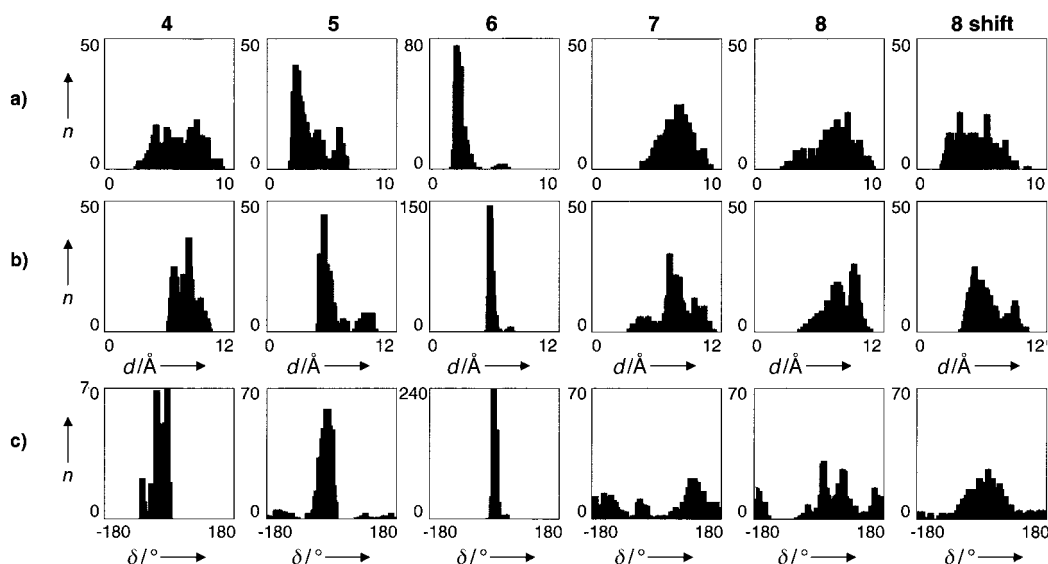 4 5 6 7 8 8 shift
50 50 80 50 50 50
a)
n
0 0 0 0 0 0
0 10 0 10 0 10 0 10 0 10 0 10
50 50 150 50 50 50
b)
n
0 0 0 0 0 0
0 12 0 12 0 12 0 12 0 12 0 12
d/Å d/Å d/Å d/Å d/Å d/Å
70 70 240 70 70 70
c)
n
0 0 0 0 0 0
-180 180 -180 180 -180 180 -180 180 -180 180 -180 180
δ/° δ/° δ/° δ/° δ/° δ/°